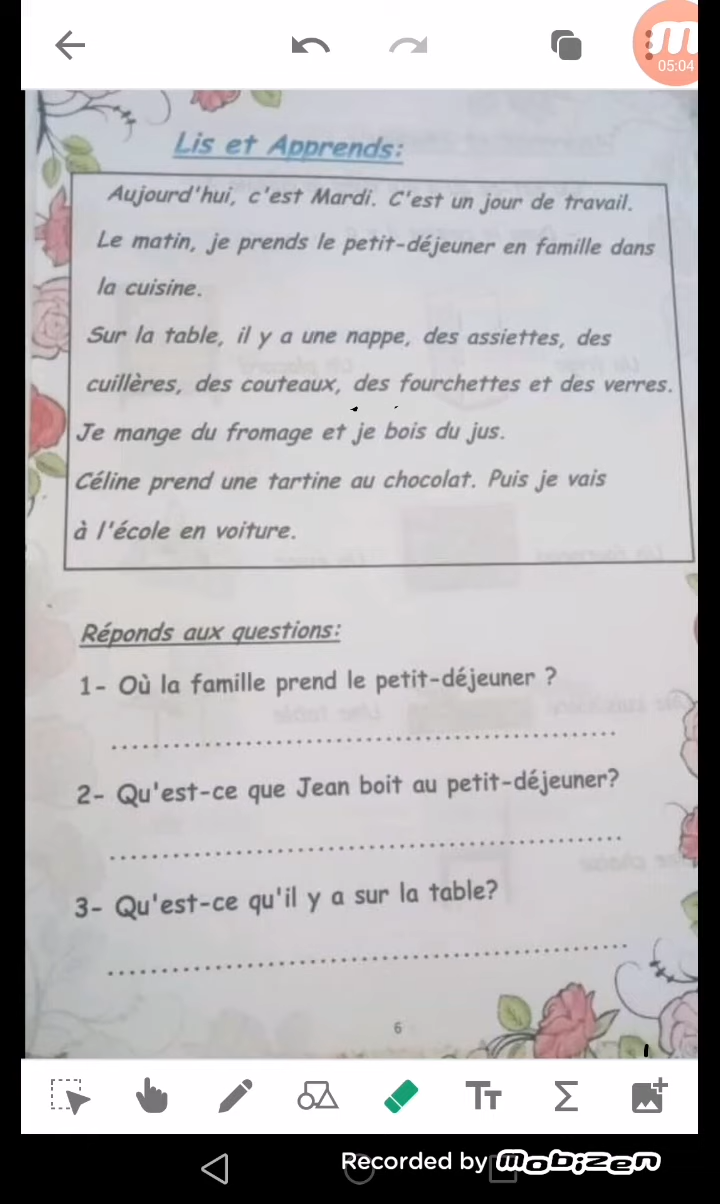 05:04
Lis et Apprends:
Aujourd'hui, c'est Mardi. C'est un jour de travail.
Le matin, je prends le petit-déjeuner en famille dans
la cuisine.
Sur la table, il y a une nappe, des assiettes, des
cuillères, des couteaux, des fourchettes et des verres.
Je mange du fromage et je bois du jus.
Céline prend une tartine au chocolat. Puis je vais
à l'école en voiture.
Réponds aux questions:
1- Où la famille prend le petit-déjeuner ?
2- Qu'est-ce que Jean boit au petit-déjeuner?
3- Qu'est-ce qu'il y a sur la table?
6
Recorded by Mobizen